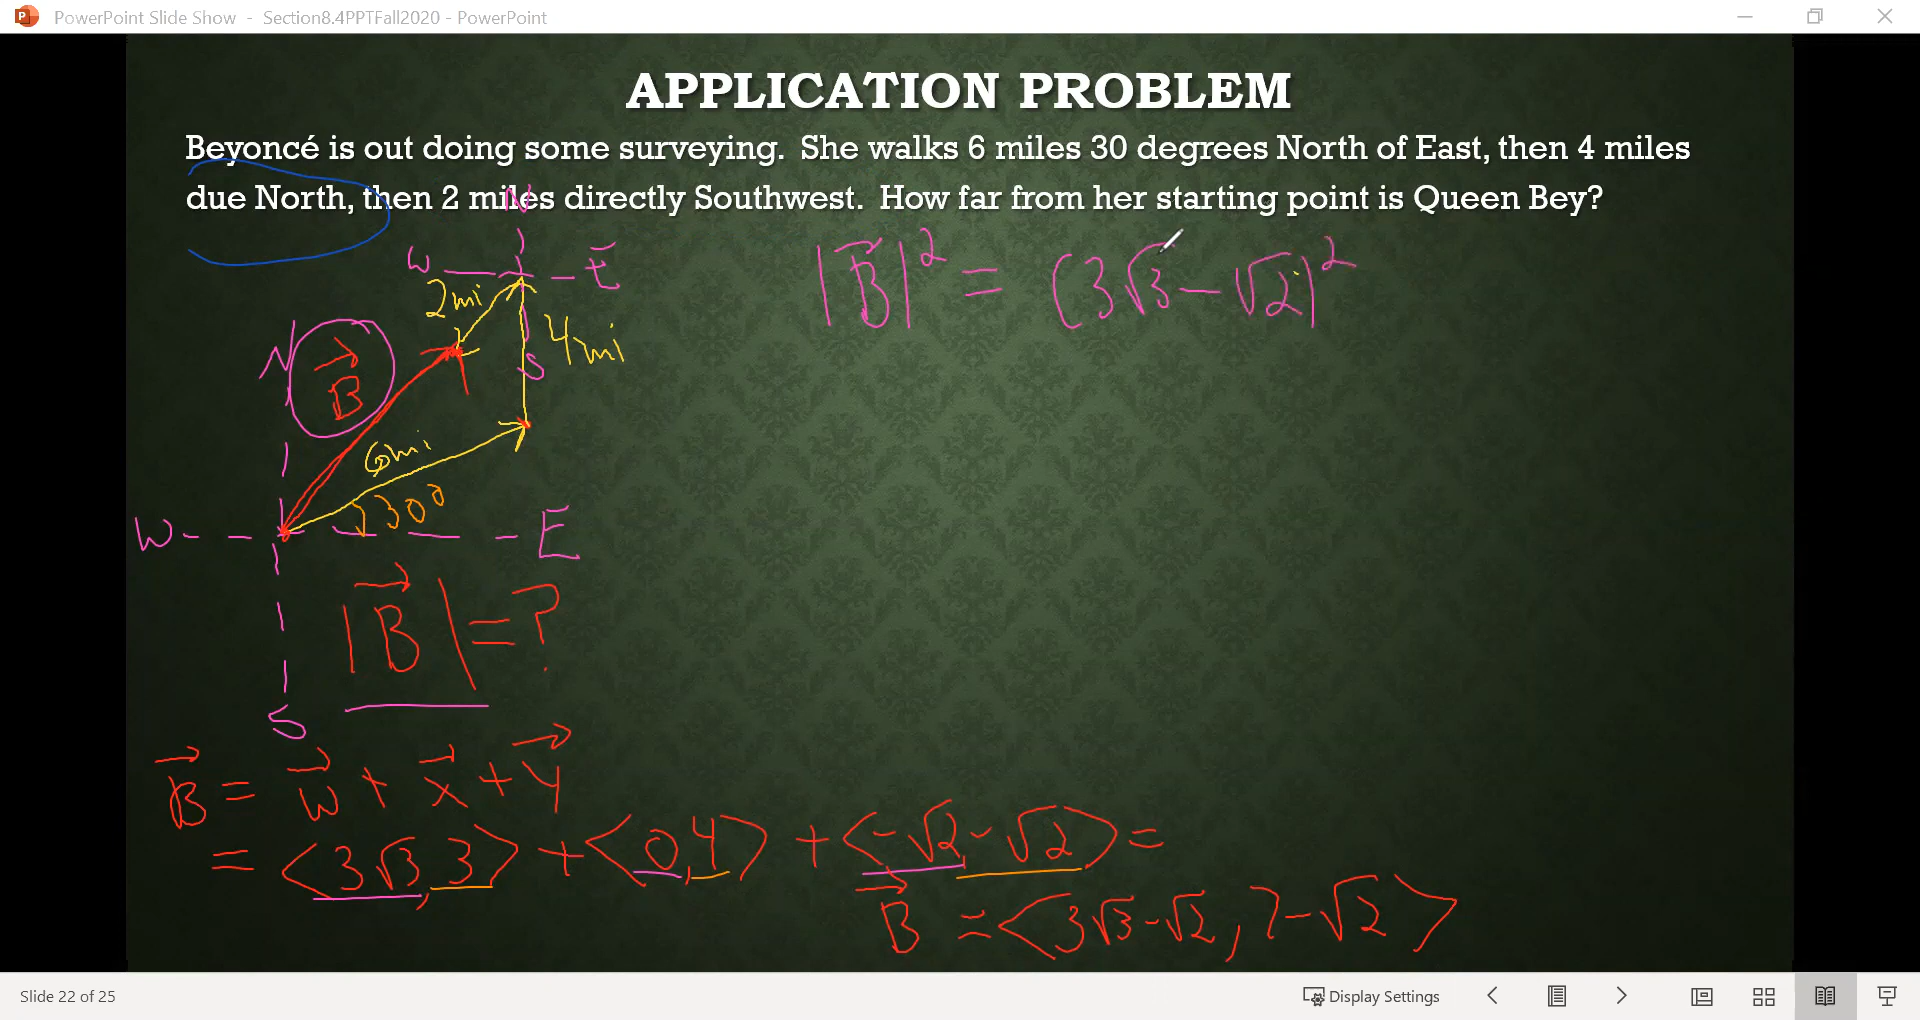 PowerPoint Slide Show - Section8.4PPTFall2020 - PowerPoint
APPLICATION PROBLEM
Beyoncé is out doing some surveying. She walks 6 miles 30 degrees North of East, then 4 miles
due North, then 2 miles directly Southwest. How far from her starting point is Queen Bey?
N
W E
2mi
4mi
S
|B⃗|² = (3√3 - √2)²
N
B⃗
6mi
30°
W E
S
|B⃗| = ?
B⃗ = w⃗ + x⃗ + y⃗
= <3√3, 3> + <0, 4> + <-√2, -√2> =
B⃗ = <3√3 - √2, 7 - √2>
Slide 22 of 25
Display Settings